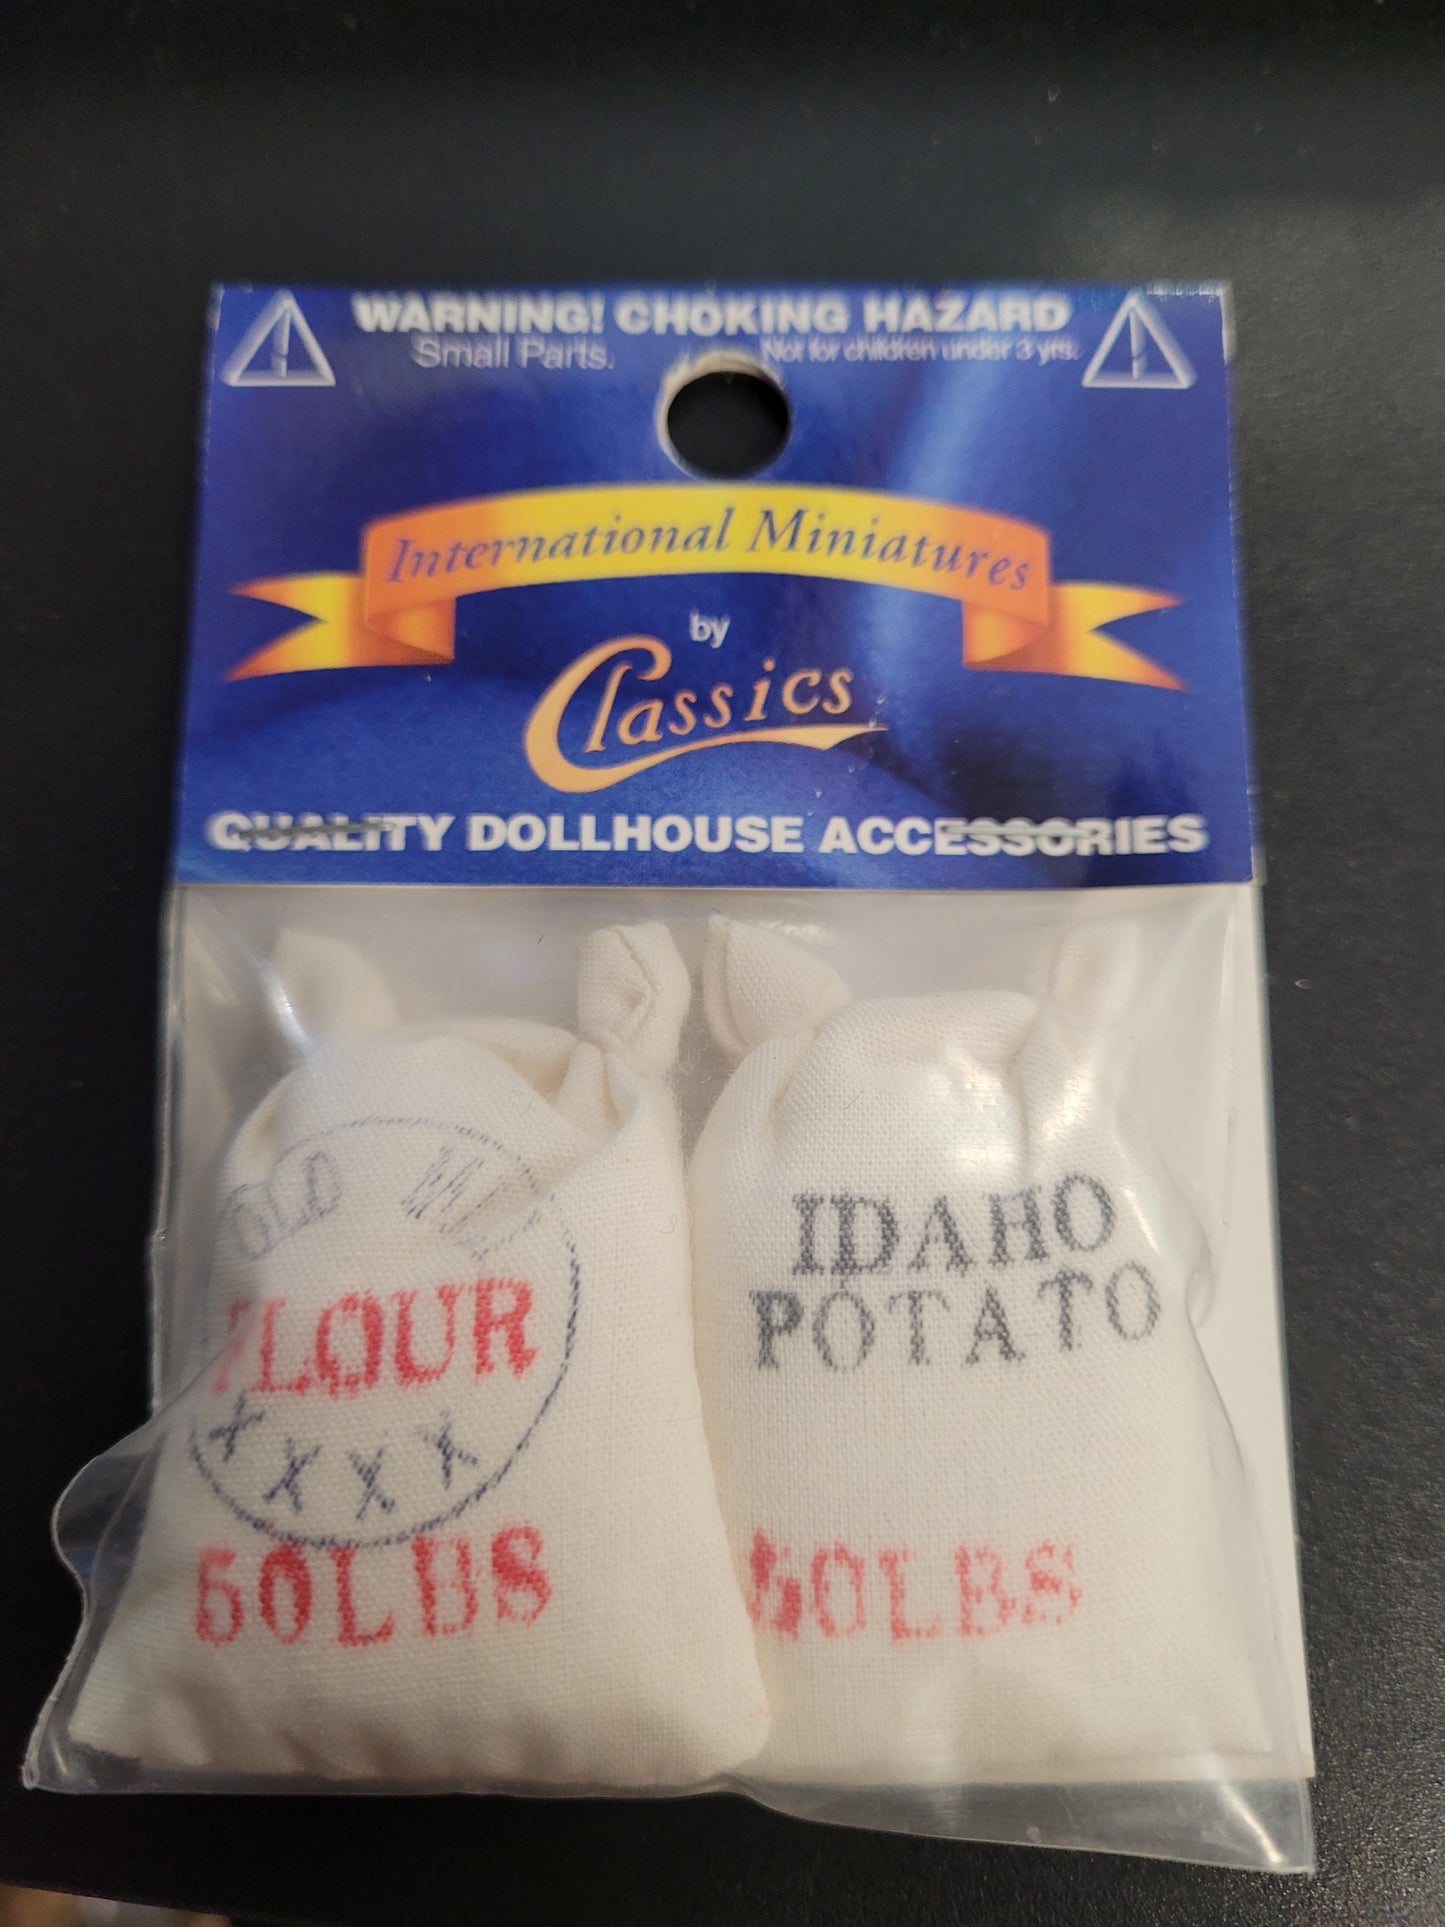 WARNING! CHOKING HAZARD
Small Parts. Not for children under 3 yrs.
International Miniatures
by
Classics
QUALITY DOLLHOUSE ACCESSORIES
OLD
FLOUR
X X X X
50LBS
IDAHO
POTATO
50LBS